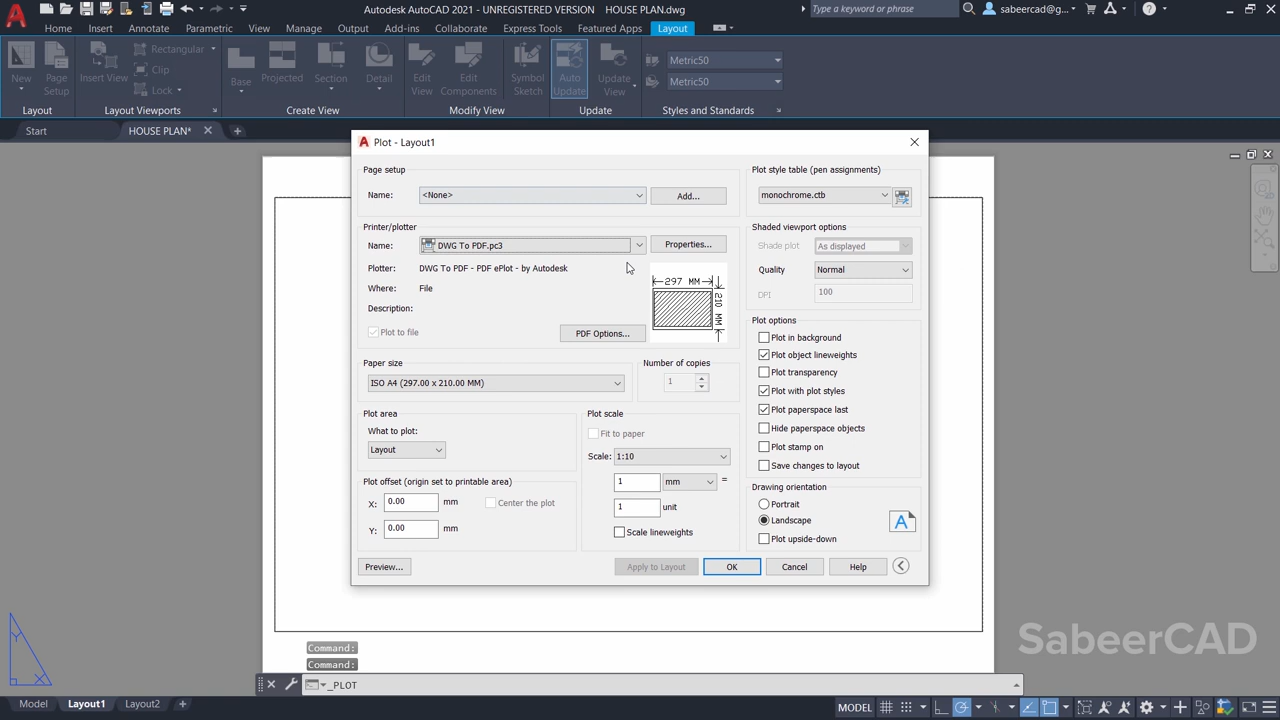 Autodesk AutoCAD 2021 - UNREGISTERED VERSION HOUSE PLAN.dwg
Type a keyword or phrase
sabeercad@g...
Home Insert Annotate Parametric View Manage Output Add-ins Collaborate Express Tools Featured Apps Layout
New
Page Setup
Insert View
Rectangular
Clip
Lock
Base
Projected
Section
Detail
Edit View
Edit Components
Symbol Sketch
Auto Update
Update View
Metric50
Metric50
Layout Layout Viewports Create View Modify View Update Styles and Standards
Start HOUSE PLAN*
Plot - Layout1
Page setup
Name: <None> Add...
Printer/plotter
Name: DWG To PDF.pc3 Properties...
Plotter: DWG To PDF - PDF ePlot - by Autodesk
Where: File
Description:
Plot to file PDF Options...
297 MM
210 MM
Paper size
ISO A4 (297.00 x 210.00 MM)
Number of copies
1
Plot area
What to plot:
Layout
Plot offset (origin set to printable area)
X: 0.00 mm Center the plot
Y: 0.00 mm
Plot scale
Fit to paper
Scale: 1:10
1 mm =
1 unit
Scale lineweights
Plot style table (pen assignments)
monochrome.ctb
Shaded viewport options
Shade plot As displayed
Quality Normal
DPI 100
Plot options
Plot in background
Plot object lineweights
Plot transparency
Plot with plot styles
Plot paperspace last
Hide paperspace objects
Plot stamp on
Save changes to layout
Drawing orientation
Portrait
Landscape
Plot upside-down
A
Preview... Apply to Layout OK Cancel Help
SabeerCAD
Y
X
Command:
Command:
_PLOT
Model Layout1 Layout2
MODEL